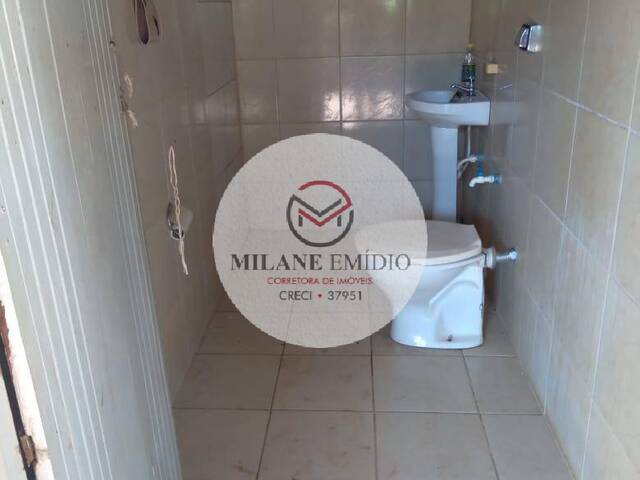 MILANE EMÍDIO
CORRETORA DE IMÓVEIS
CRECI • 37951